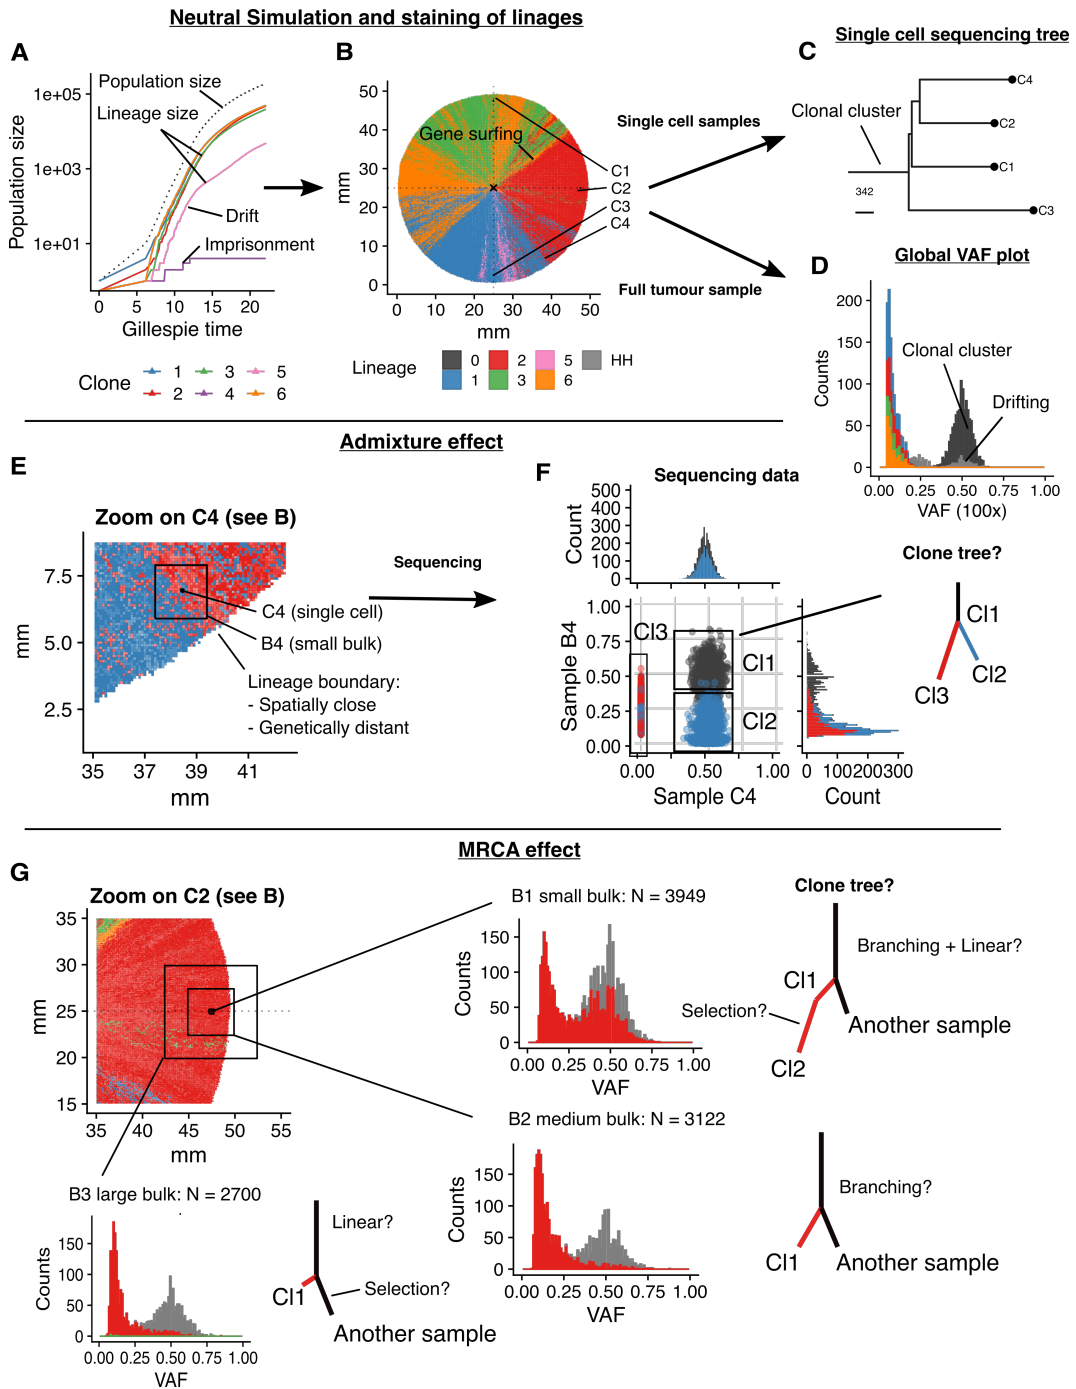 Neutral Simulation and staining of linages
A
Population size
Lineage size
Drift
Imprisonment
1e+05
1e+03
1e+01
Population size
0 5 10 15 20
Gillespie time
Clone
1 3 5
2 4 6
B
50
40
30
20
10
0
mm
Gene surfing
C1
C2
C3
C4
0 10 20 30 40 50
mm
Lineage
0 2 5 HH
1 3 6
Single cell samples
Full tumour sample
C
Single cell sequencing tree
Clonal cluster
342
C4
C2
C1
C3
D
Global VAF plot
200
150
100
50
0
Counts
Clonal cluster
Drifting
0.00 0.25 0.50 0.75 1.00
VAF (100x)
Admixture effect
E
Zoom on C4 (see B)
7.5
5.0
2.5
mm
C4 (single cell)
B4 (small bulk)
Lineage boundary:
- Spatially close
- Genetically distant
35 37 39 41
mm
Sequencing
F
Sequencing data
500
400
300
200
100
0
Count
1.00
0.75
0.50
0.25
0.00
Sample B4
Cl3
Cl1
Cl2
0.00 0.50 1.00
Sample C4
0 100200300
Count
Clone tree?
Cl1
Cl2
Cl3
MRCA effect
G
Zoom on C2 (see B)
35
30
25
20
15
mm
35 40 45 50 55
mm
B1 small bulk: N = 3949
150
100
50
0
Counts
0.00 0.25 0.50 0.75 1.00
VAF
Clone tree?
Branching + Linear?
Cl1
Selection?
Another sample
Cl2
B2 medium bulk: N = 3122
150
100
50
0
Counts
0.00 0.25 0.50 0.75 1.00
VAF
Branching?
Cl1
Another sample
B3 large bulk: N = 2700
150
100
50
0
Counts
0.00 0.25 0.50 0.75 1.00
VAF
Linear?
Selection?
Cl1
Another sample